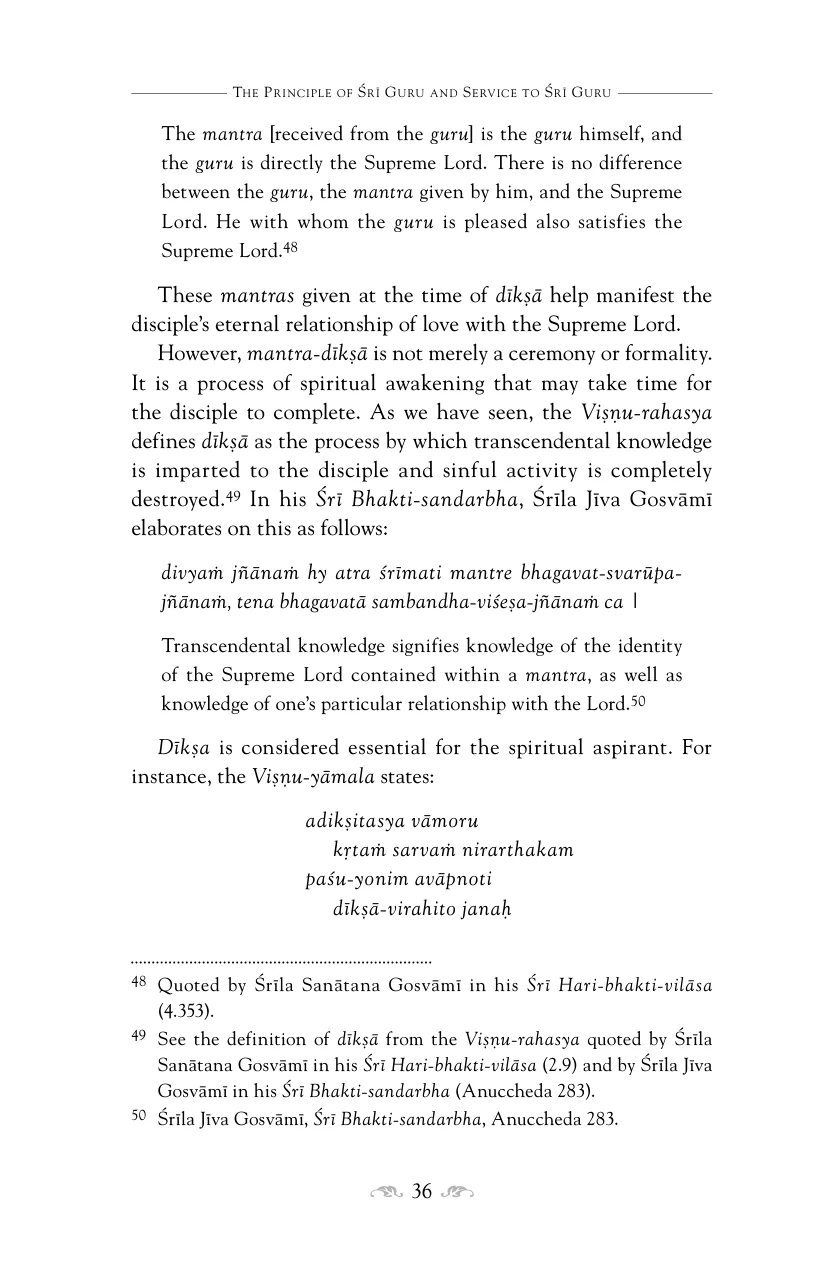 The Principle of Śrī Guru and Service to Śrī Guru
The mantra [received from the guru] is the guru himself, and
the guru is directly the Supreme Lord. There is no difference
between the guru, the mantra given by him, and the Supreme
Lord. He with whom the guru is pleased also satisfies the
Supreme Lord.48
These mantras given at the time of dīkṣā help manifest the
disciple’s eternal relationship of love with the Supreme Lord.
However, mantra-dīkṣā is not merely a ceremony or formality.
It is a process of spiritual awakening that may take time for
the disciple to complete. As we have seen, the Viṣṇu-rahasya
defines dīkṣā as the process by which transcendental knowledge
is imparted to the disciple and sinful activity is completely
destroyed.49 In his Śrī Bhakti-sandarbha, Śrīla Jīva Gosvāmī
elaborates on this as follows:
divyaṁ jñānaṁ hy atra śrīmati mantre bhagavat-svarūpa-
jñānaṁ, tena bhagavatā sambandha-viśeṣa-jñānaṁ ca |
Transcendental knowledge signifies knowledge of the identity
of the Supreme Lord contained within a mantra, as well as
knowledge of one’s particular relationship with the Lord.50
Dīkṣa is considered essential for the spiritual aspirant. For
instance, the Viṣṇu-yāmala states:
adikṣitasya vāmoru
kṛtaṁ sarvaṁ nirarthakam
paśu-yonim avāpnoti
dīkṣā-virahito janaḥ
48 Quoted by Śrīla Sanātana Gosvāmī in his Śrī Hari-bhakti-vilāsa
(4.353).
49 See the definition of dīkṣā from the Viṣṇu-rahasya quoted by Śrīla
Sanātana Gosvāmī in his Śrī Hari-bhakti-vilāsa (2.9) and by Śrīla Jīva
Gosvāmī in his Śrī Bhakti-sandarbha (Anuccheda 283).
50 Śrīla Jīva Gosvāmī, Śrī Bhakti-sandarbha, Anuccheda 283.
36